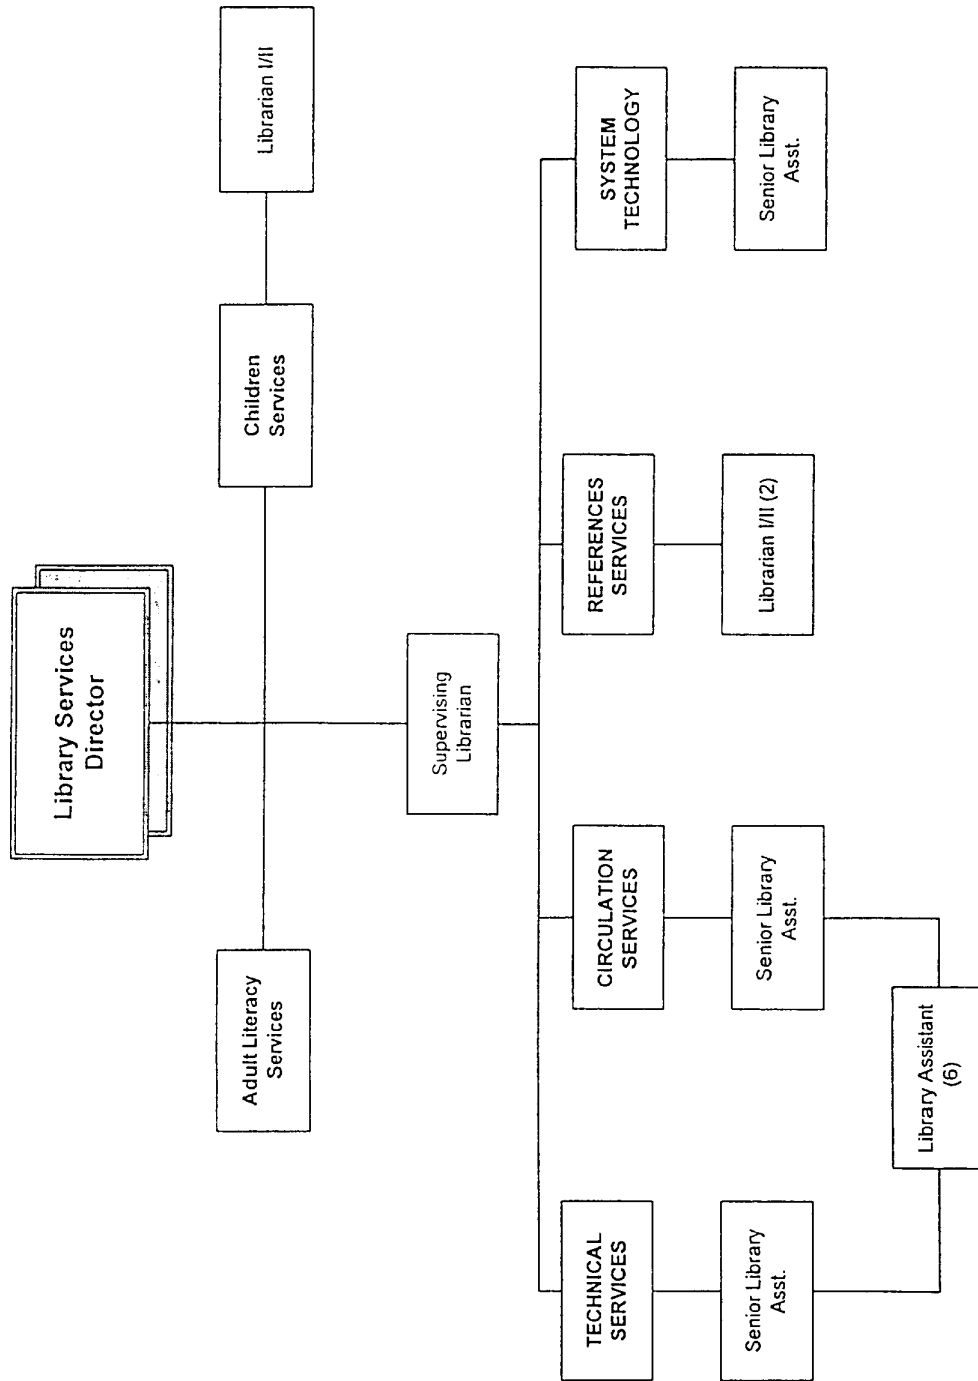 Library Services
Director
Adult Literacy
Services
Children
Services
Librarian I/II
Supervising
Librarian
TECHNICAL
SERVICES
CIRCULATION
SERVICES
REFERENCES
SERVICES
SYSTEM
TECHNOLOGY
Senior Library
Asst.
Senior Library
Asst.
Librarian I/II (2)
Senior Library
Asst.
Library Assistant
(6)